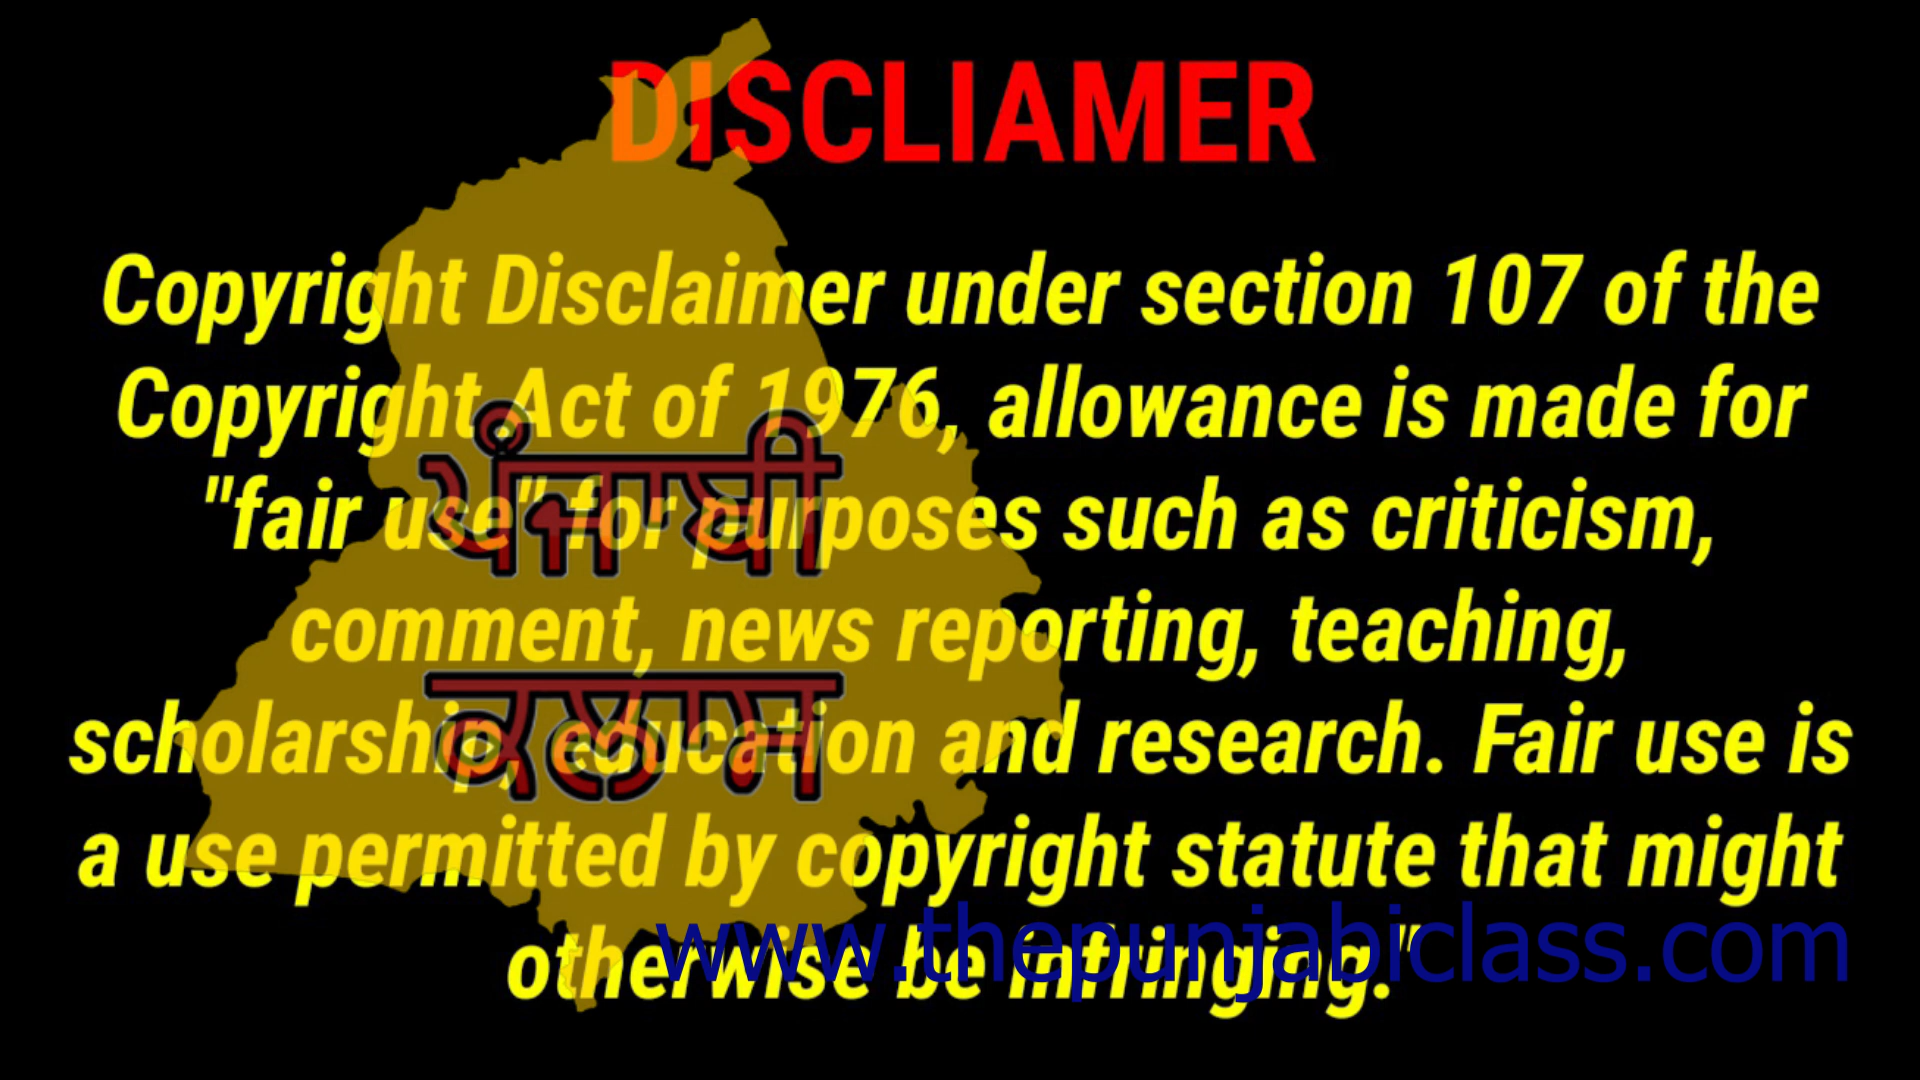 DISCLIAMER
Copyright Disclaimer under section 107 of the
Copyright Act of 1976, allowance is made for
"fair use" for purposes such as criticism,
ਪੰਜਾਬੀ
comment, news reporting, teaching,
ਕਲਾਸ
scholarship, education and research. Fair use is
a use permitted by copyright statute that might
otherwise be infringing."
www.thepunjabiclass.com